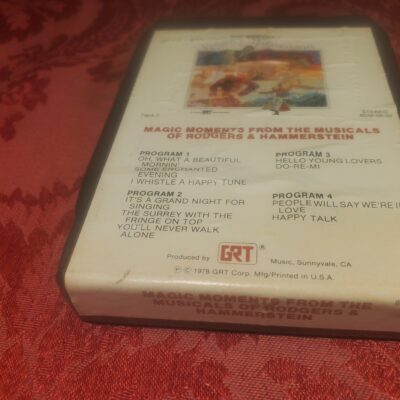 TAPE 2
STEREO
MAGIC MOMENTS FROM THE MUSICALS
OF RODGERS & HAMMERSTEIN
PROGRAM 1
OH, WHAT A BEAUTIFUL
MORNIN'
SOME ENCHANTED
EVENING
I WHISTLE A HAPPY TUNE
PROGRAM 2
IT'S A GRAND NIGHT FOR
SINGING
THE SURREY WITH THE
FRINGE ON TOP
YOU'LL NEVER WALK
ALONE
PROGRAM 3
HELLO YOUNG LOVERS
DO-RE-MI
PROGRAM 4
PEOPLE WILL SAY WE'RE IN
LOVE
HAPPY TALK
Produced by GRT ® Music, Sunnyvale, CA
℗ © 1978 GRT Corp. Mfg/Printed in U.S.A.
MAGIC MOMENTS FROM THE
MUSICALS OF RODGERS &
HAMMERSTEIN